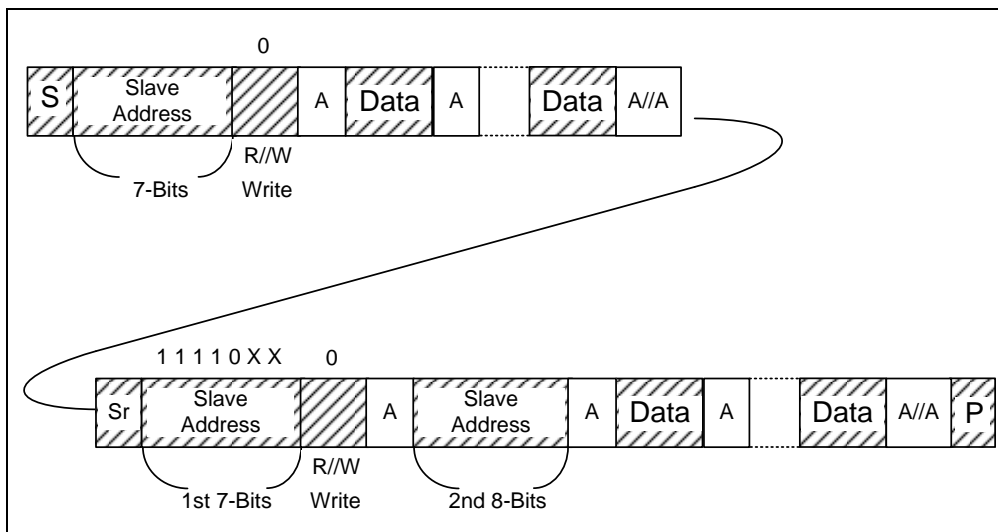 0
S Slave Address A Data A Data A//A
R//W
Write
7-Bits
1 1 1 1 0 X X 0
Sr Slave Address A Slave Address A Data A Data A//A P
R//W
Write
1st 7-Bits 2nd 8-Bits